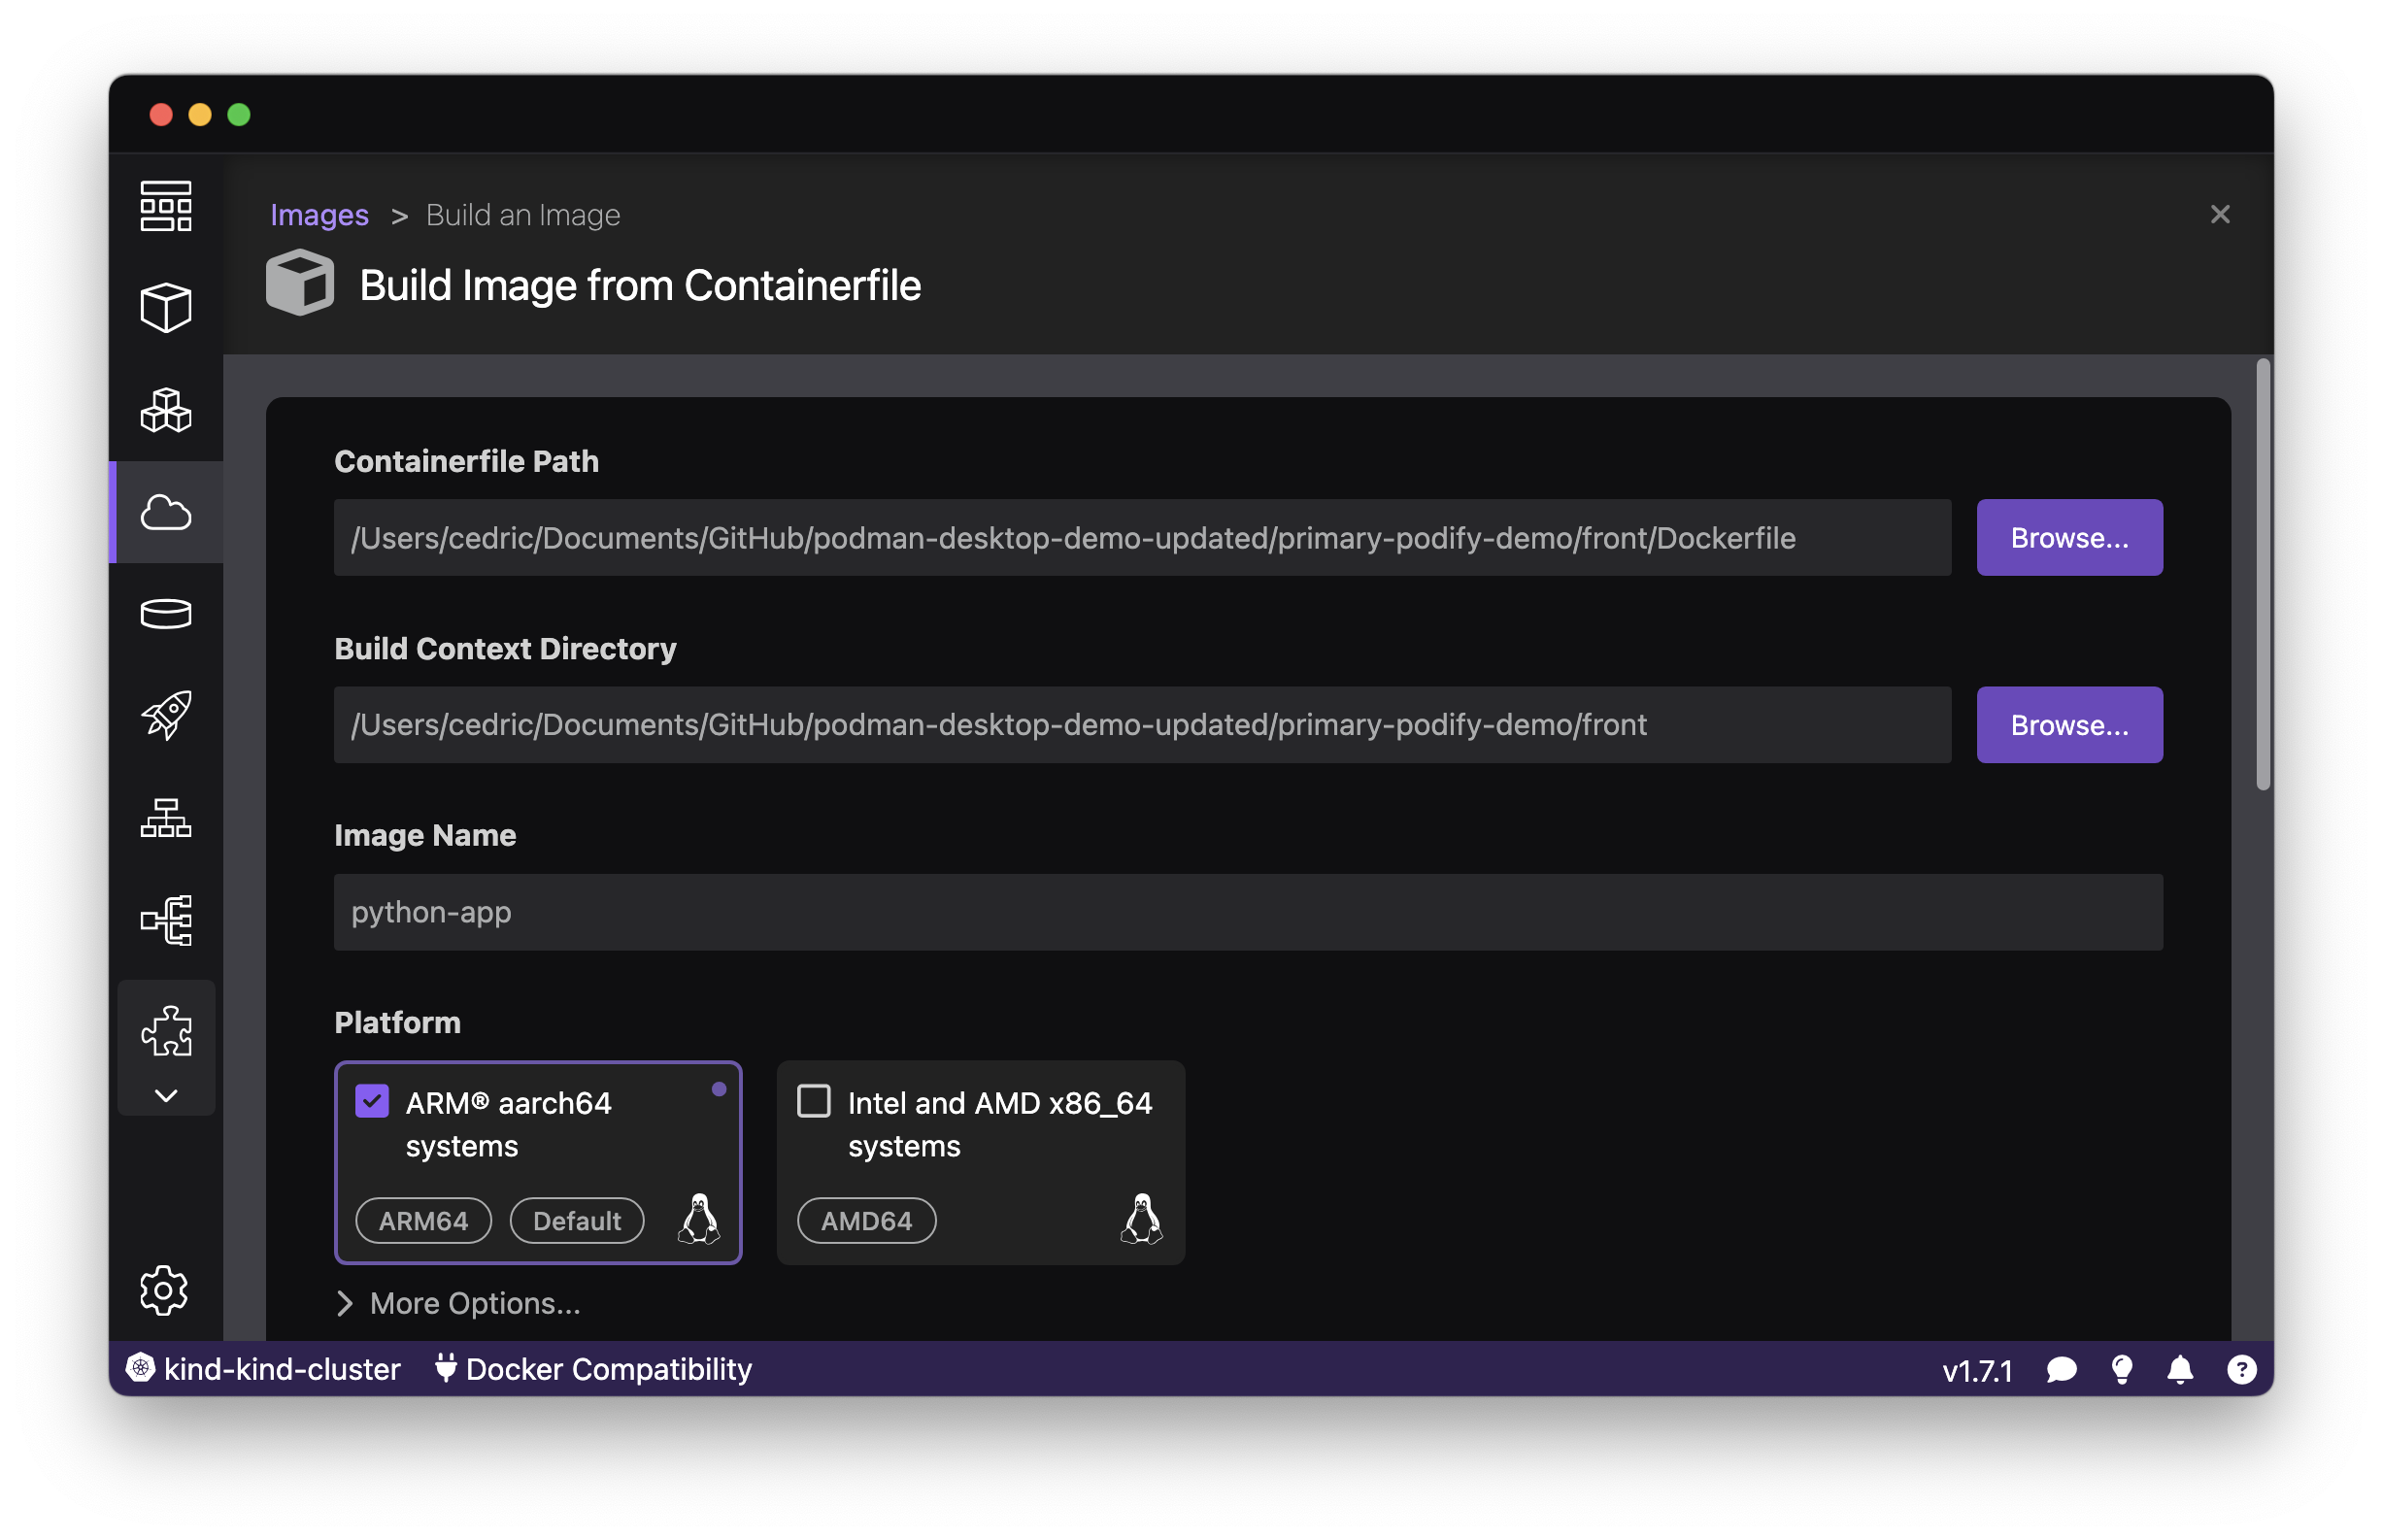 Images > Build an Image
Build Image from Containerfile
Containerfile Path
/Users/cedric/Documents/GitHub/podman-desktop-demo-updated/primary-podify-demo/front/Dockerfile
Browse...
Build Context Directory
/Users/cedric/Documents/GitHub/podman-desktop-demo-updated/primary-podify-demo/front
Browse...
Image Name
python-app
Platform
ARM® aarch64
systems
ARM64
Default
Intel and AMD x86_64
systems
AMD64
More Options...
kind-kind-cluster
Docker Compatibility
v1.7.1